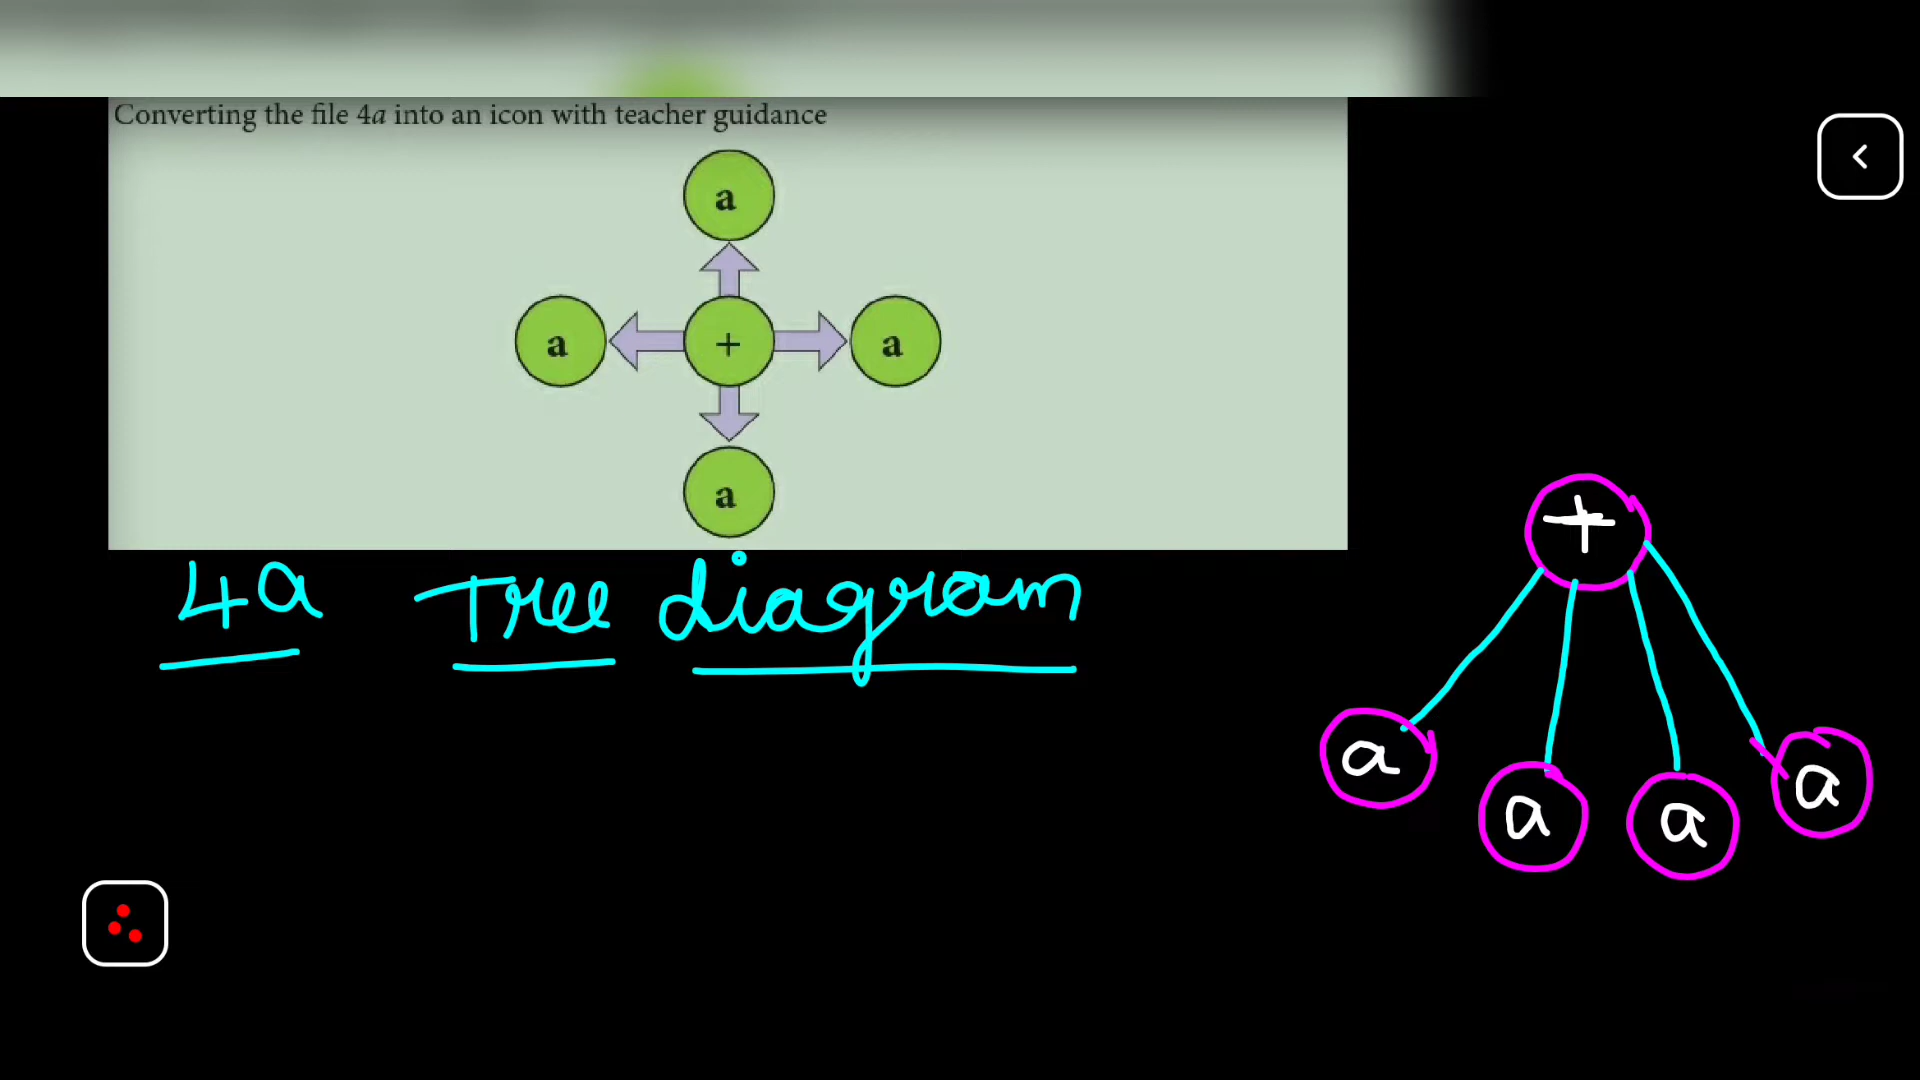 Converting the file 4a into an icon with teacher guidance
a
a + a
a
4a Tree diagram
+
a a a a